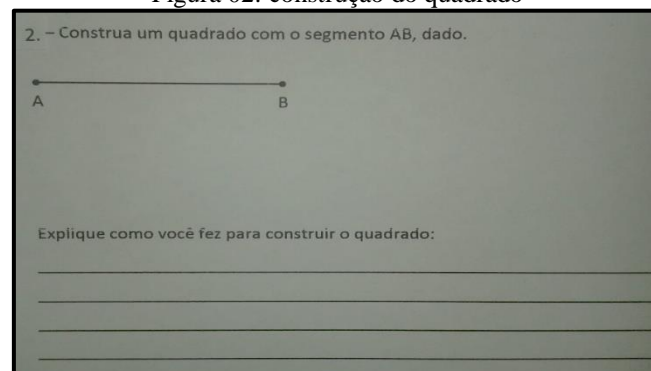 Figura 02: construção do quadrado
2. – Construa um quadrado com o segmento AB, dado.
A B
Explique como você fez para construir o quadrado: